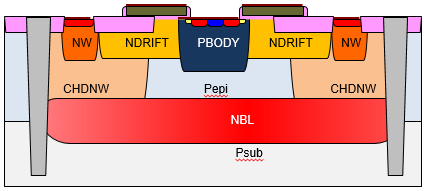 NW NDRIFT PBODY NDRIFT NW
CHDNW Pepi CHDNW
NBL
Psub